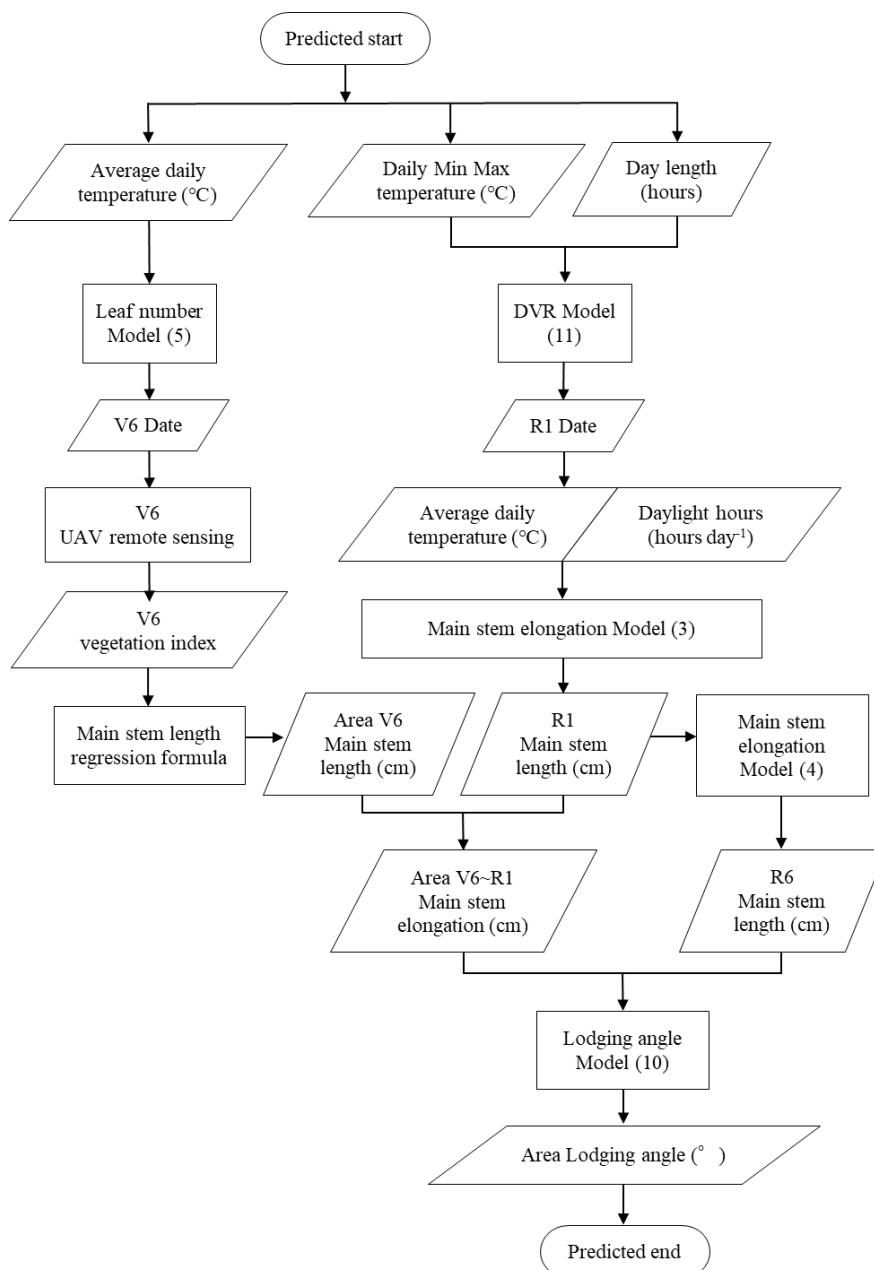 Predicted start
Average daily
temperature (℃)
Daily Min Max
temperature (℃)
Day length
(hours)
Leaf number
Model (5)
DVR Model
(11)
V6 Date
R1 Date
V6
UAV remote sensing
Average daily
temperature (℃)
Daylight hours
(hours day⁻¹)
V6
vegetation index
Main stem elongation Model (3)
Main stem length
regression formula
Area V6
Main stem
length (cm)
R1
Main stem
length (cm)
Main stem
elongation
Model (4)
Area V6~R1
Main stem
elongation (cm)
R6
Main stem
length (cm)
Lodging angle
Model (10)
Area Lodging angle (° )
Predicted end